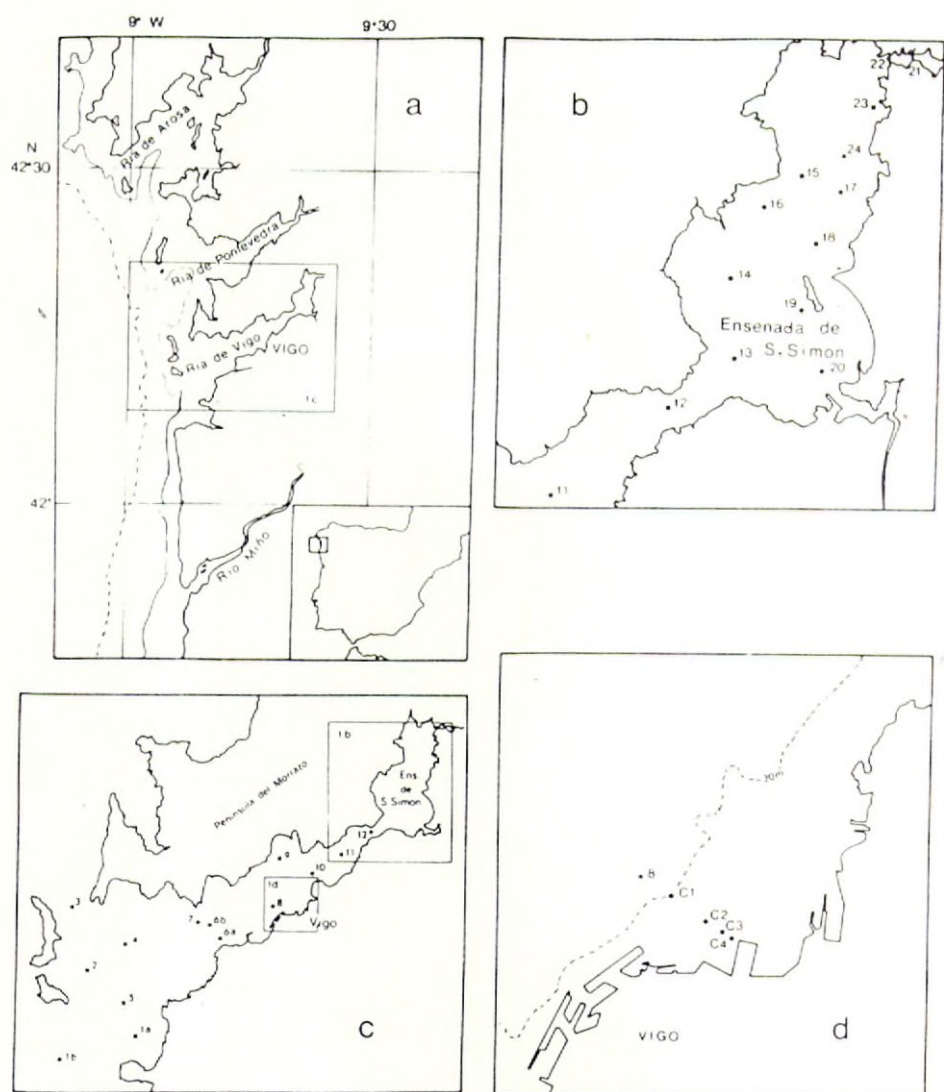 9° W
9°30
a
N
42°30
Ria de Arosa
Ria de Pontevedra
Ria de Vigo
VIGO
1c
42°
Rio Miño
b
22
21
23
24
15
17
16
18
14
19
Ensenada de
S. Simon
13
20
12
11
1b
Ens.
de
S. Simon
Peninsula del Morrazo
12
11
9
10
1d
8
Vigo
3
7
6b
6a
4
2
5
1a
1b
c
20m
8
C1
C2
C3
C4
VIGO
d